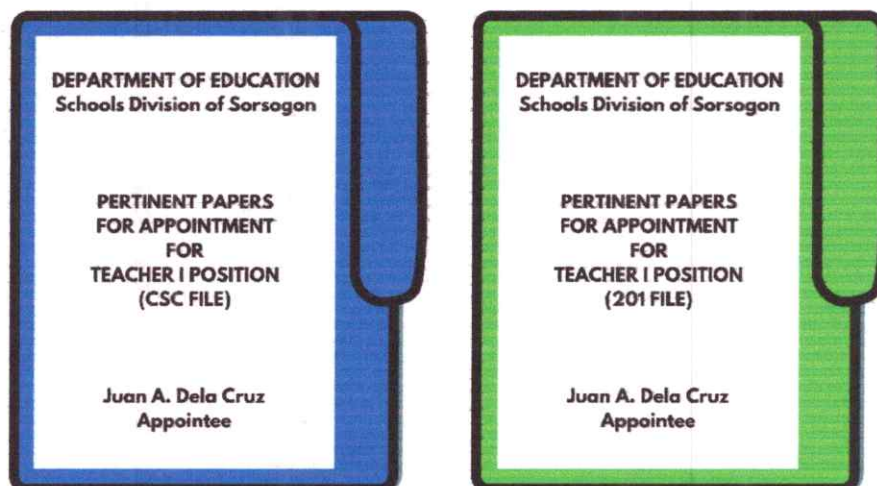 DEPARTMENT OF EDUCATION
Schools Division of Sorsogon
PERTINENT PAPERS
FOR APPOINTMENT
FOR
TEACHER I POSITION
(CSC FILE)
Juan A. Dela Cruz
Appointee
DEPARTMENT OF EDUCATION
Schools Division of Sorsogon
PERTINENT PAPERS
FOR APPOINTMENT
FOR
TEACHER I POSITION
(201 FILE)
Juan A. Dela Cruz
Appointee